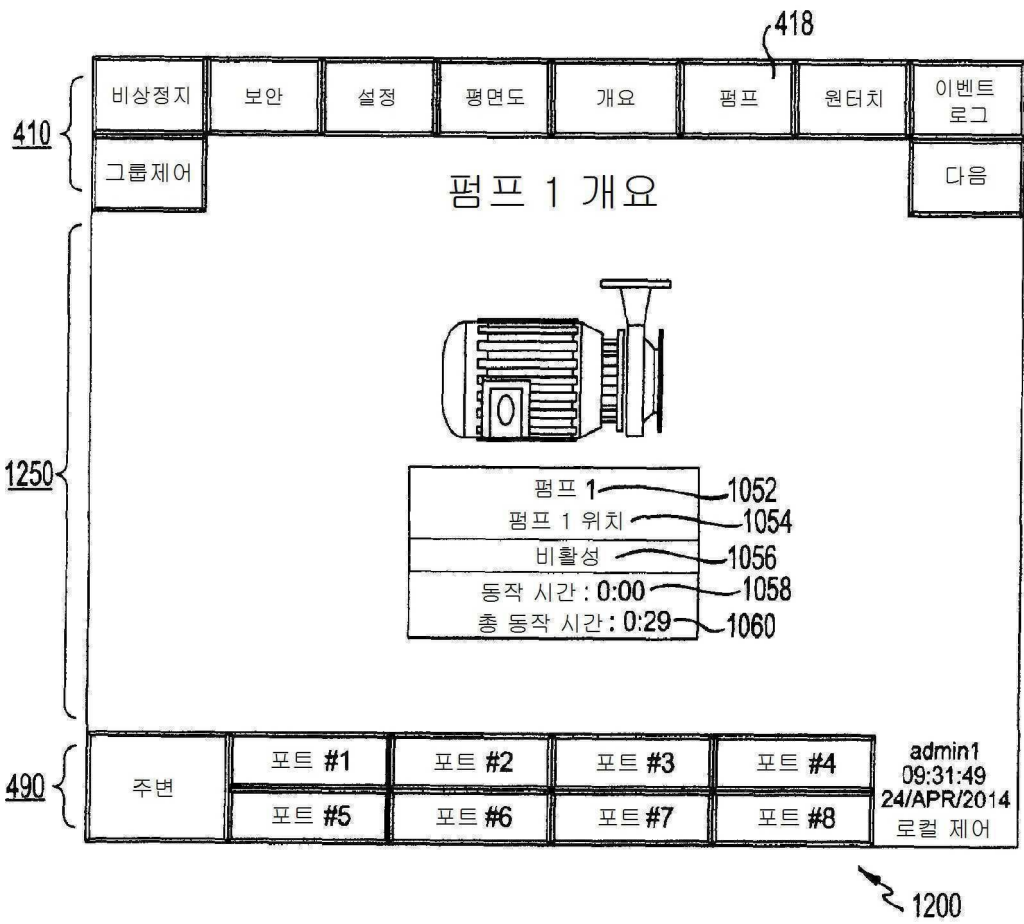 418
비상정지
보안
설정
평면도
개요
펌프
원터치
이벤트
로그
410
그룹제어
다음
펌프 1 개요
1250
펌프 1
1052
펌프 1 위치
1054
비활성
1056
동작 시간 : 0:00
1058
총 동작 시간 : 0:29
1060
490
주변
포트 #1
포트 #2
포트 #3
포트 #4
포트 #5
포트 #6
포트 #7
포트 #8
admin1
09:31:49
24/APR/2014
로컬 제어
1200